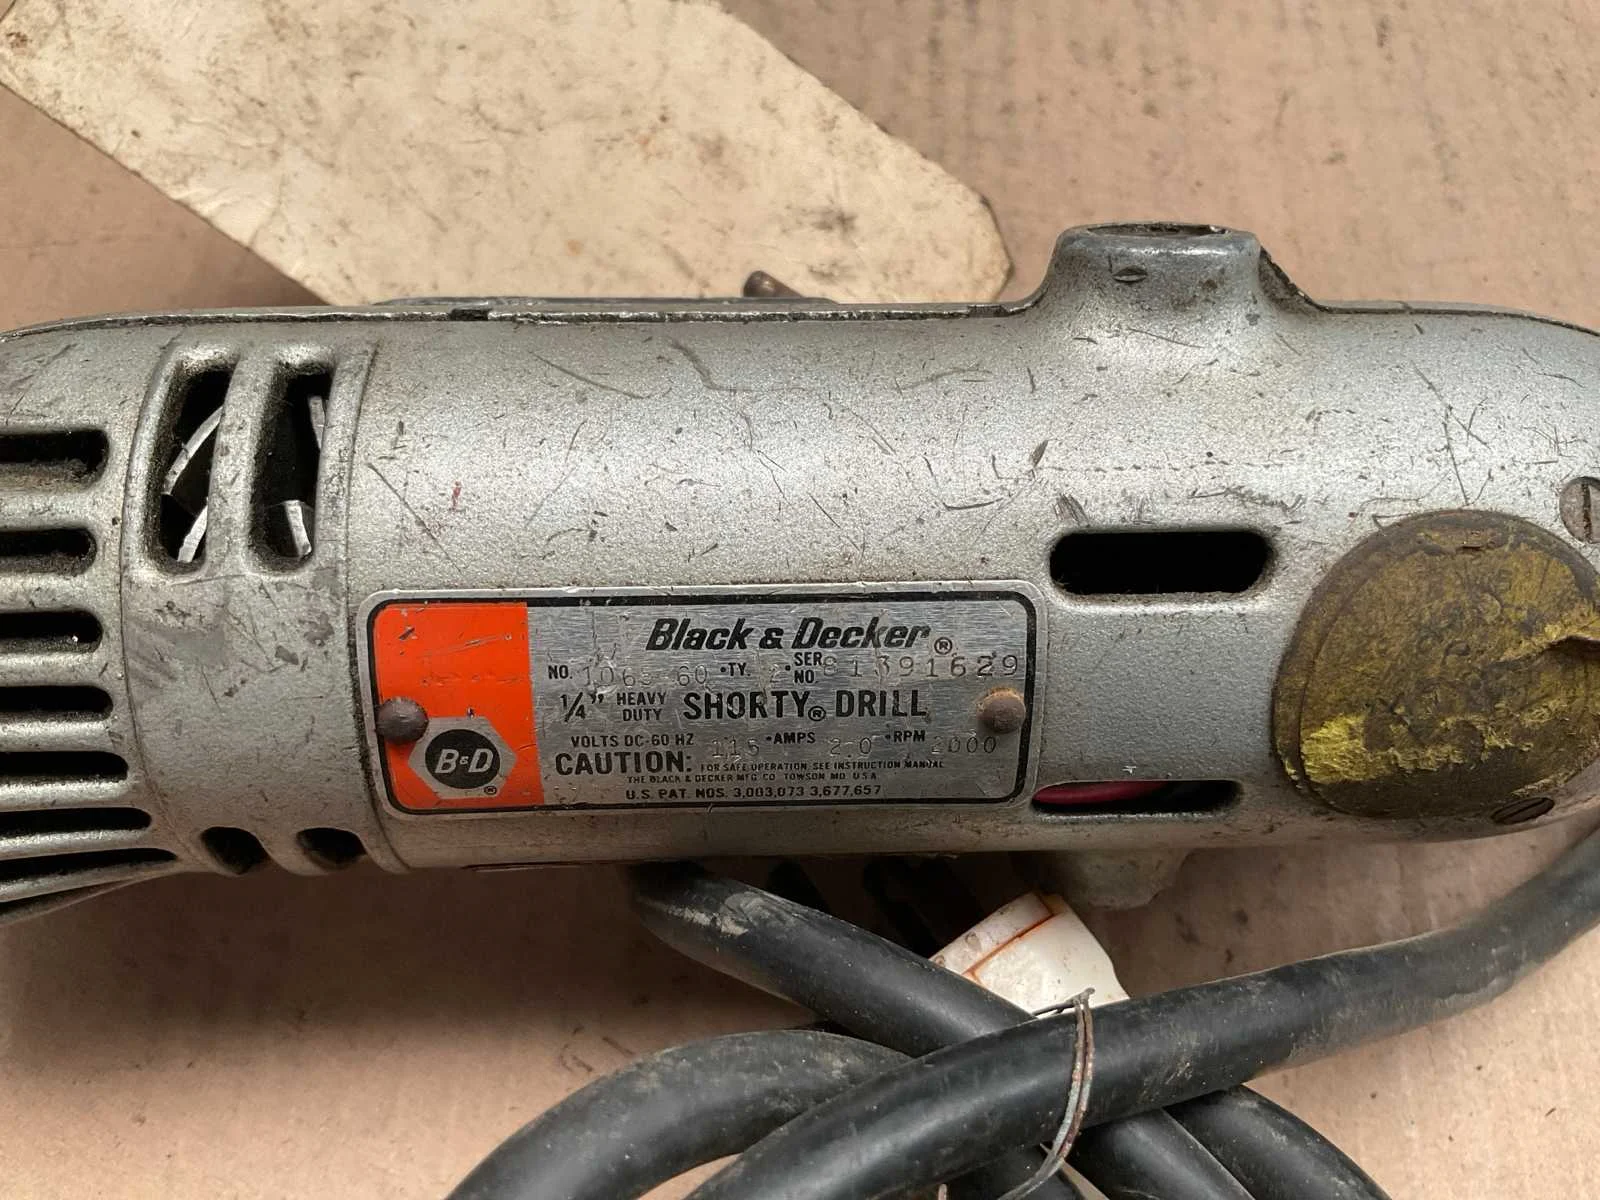 Black & Decker®
NO. 60 • TY. 2 • SER. NO. 81391629
1/4" HEAVY DUTY SHORTY® DRILL
VOLTS DC-60 HZ 115 • AMPS 2.0 • RPM 2000
CAUTION: FOR SAFE OPERATION SEE INSTRUCTION MANUAL
THE BLACK & DECKER MFG. CO. TOWSON MD. U.S.A.
U.S. PAT. NOS. 3,003,073 3,677,657
B&D®